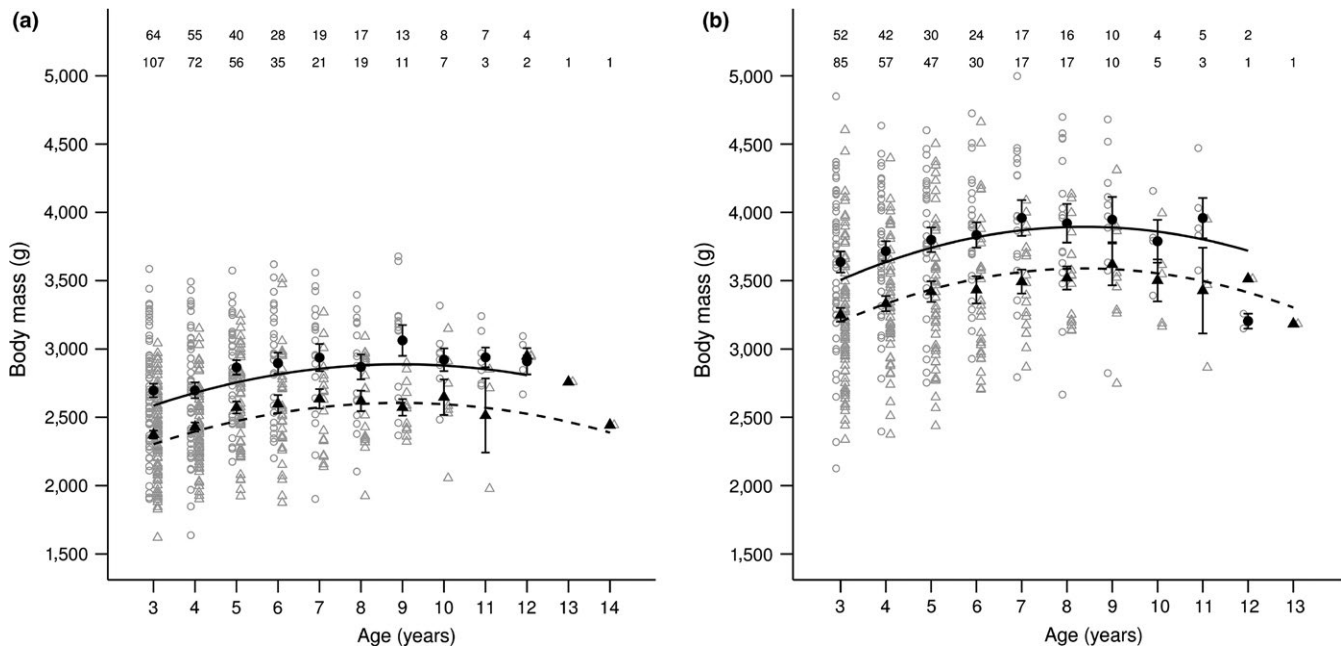 (a)
64 55 40 28 19 17 13 8 7 4
107 72 56 35 21 19 11 7 3 2 1 1
5,000
4,500
4,000
3,500
3,000
2,500
2,000
1,500
Body mass (g)
3 4 5 6 7 8 9 10 11 12 13 14
Age (years)
(b)
52 42 30 24 17 16 10 4 5 2
85 57 47 30 17 17 10 5 3 1 1
5,000
4,500
4,000
3,500
3,000
2,500
2,000
1,500
Body mass (g)
3 4 5 6 7 8 9 10 11 12 13
Age (years)